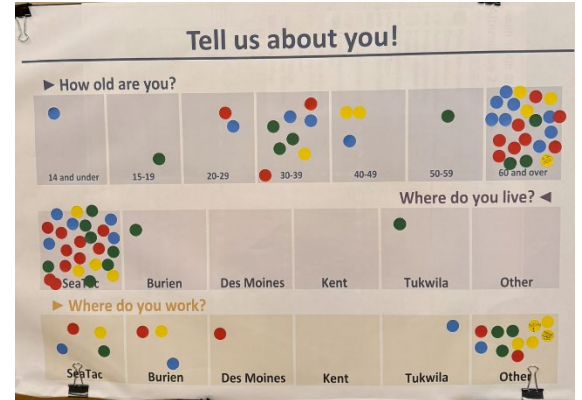 Tell us about you!
► How old are you?
14 and under 15-19 20-29 30-39 40-49 50-59 60 and over
Where do you live? ◄
SeaTac Burien Des Moines Kent Tukwila Other
► Where do you work?
SeaTac Burien Des Moines Kent Tukwila Other